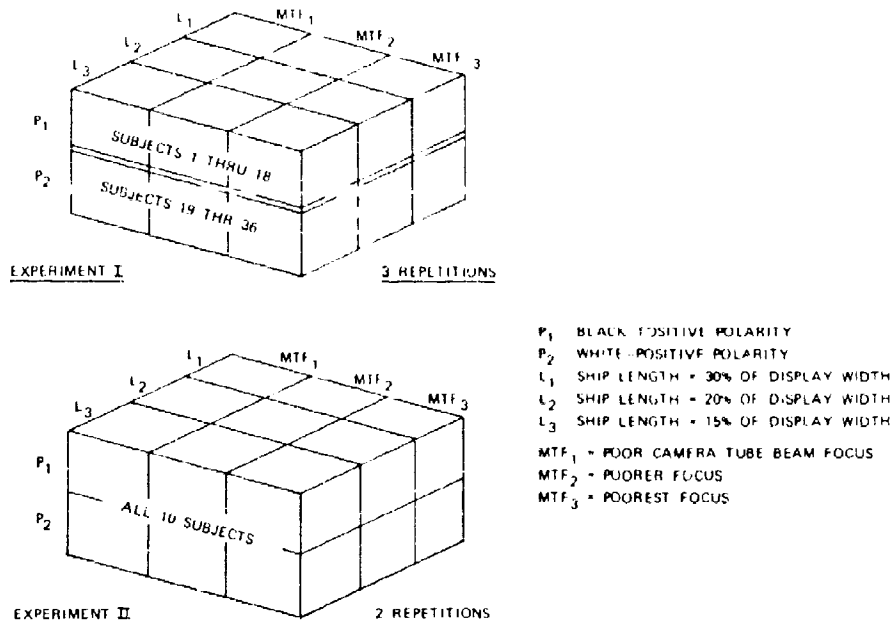 L1 MTF1
L2 MTF2
L3 MTF 3
P1
SUBJECTS 1 THRU 18
P2
SUBJECTS 19 THR 36
EXPERIMENT I
3 REPETITIONS
L1 MTF1
L2 MTF2
L3 MTF3
P1
P2
ALL 10 SUBJECTS
EXPERIMENT II
2 REPETITIONS
P1 BLACK POSITIVE POLARITY
P2 WHITE-POSITIVE POLARITY
L1 SHIP LENGTH = 30% OF DISPLAY WIDTH
L2 SHIP LENGTH = 20% OF DISPLAY WIDTH
L3 SHIP LENGTH = 15% OF DISPLAY WIDTH
MTF1 = POOR CAMERA TUBE BEAM FOCUS
MTF2 = POORER FOCUS
MTF3 = POOREST FOCUS